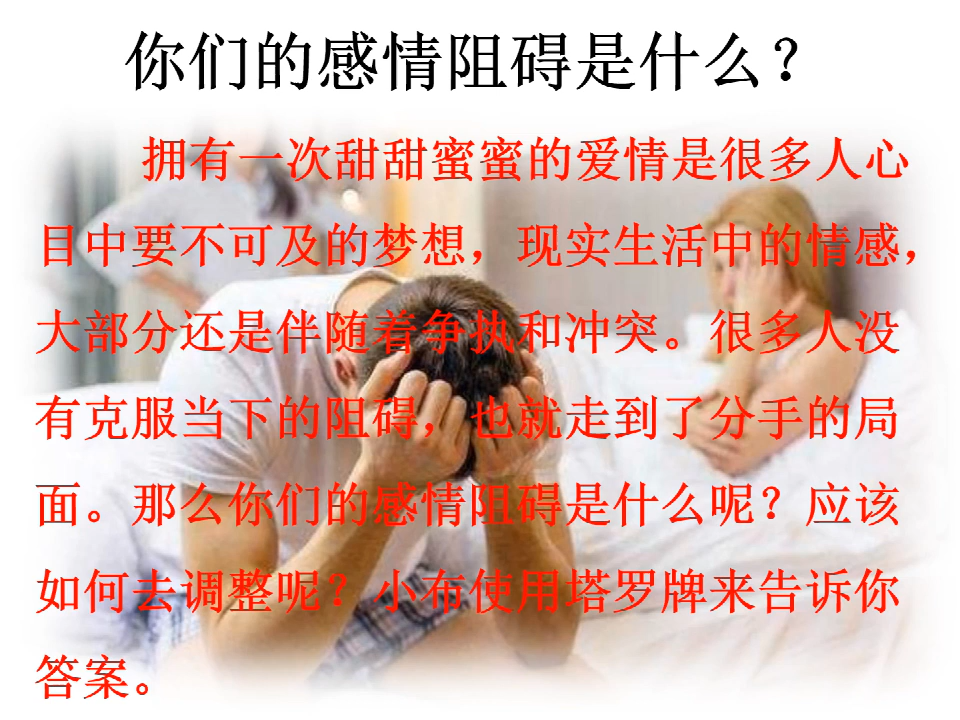 你们的感情阻碍是什么？
拥有一次甜甜蜜蜜的爱情是很多人心
目中要不可及的梦想，现实生活中的情感，
大部分还是伴随着争执和冲突。很多人没
有克服当下的阻碍，也就走到了分手的局
面。那么你们的感情阻碍是什么呢？应该
如何去调整呢？小布使用塔罗牌来告诉你
答案。